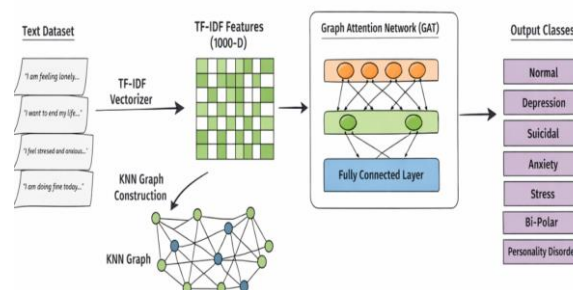 Text Dataset
"I am feeling lonely..."
"I want to end my life..."
"I feel stresed and anxious..."
"I am doing fine today..."
TF-IDF
Vectorizer
TF-IDF Features
(1000-D)
KNN Graph
Construction
KNN Graph
Graph Attention Network (GAT)
Fully Connected Layer
Output Classes
Normal
Depression
Suicidal
Anxiety
Stress
Bi-Polar
Personality Disorder